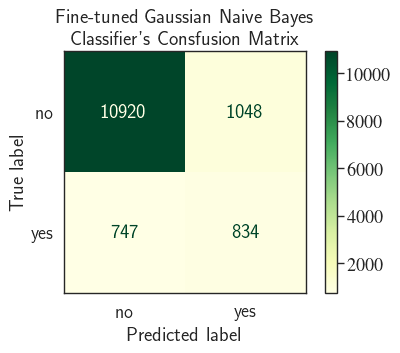 Fine-tuned Gaussian Naive Bayes
Classifier's Consfusion Matrix
True label
no
10920
1048
yes
747
834
no
yes
Predicted label
10000
8000
6000
4000
2000